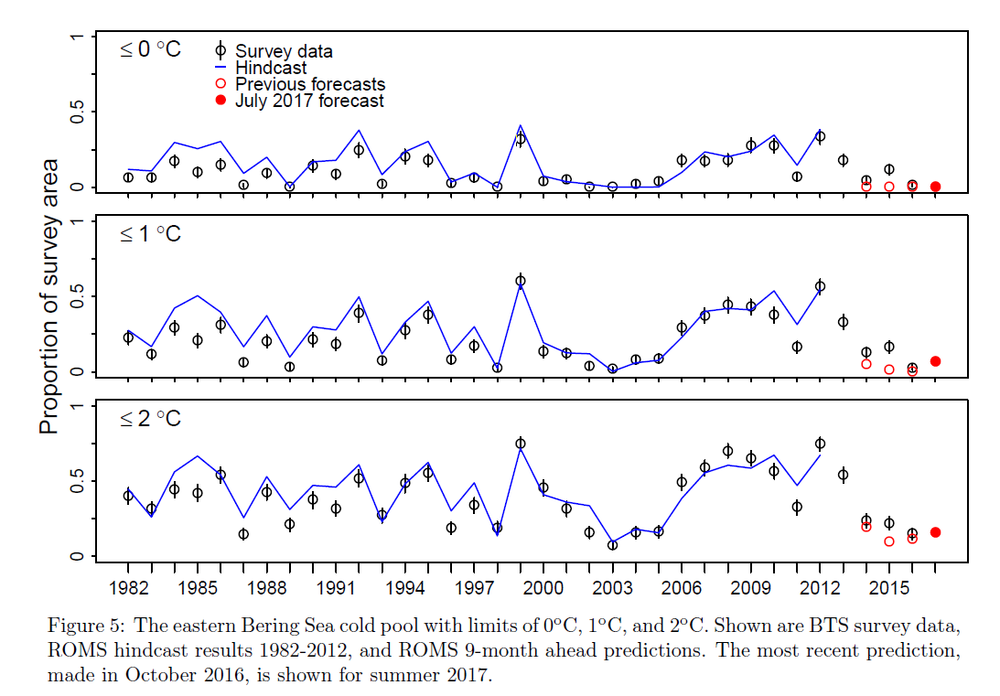 Proportion of survey area
≤ 0 °C
Survey data
Hindcast
Previous forecasts
July 2017 forecast
1
0.5
0
≤ 1 °C
1
0.5
0
≤ 2 °C
1
0.5
0
1982 1985 1988 1991 1994 1997 2000 2003 2006 2009 2012 2015
Figure 5: The eastern Bering Sea cold pool with limits of 0°C, 1°C, and 2°C. Shown are BTS survey data,
ROMS hindcast results 1982-2012, and ROMS 9-month ahead predictions. The most recent prediction,
made in October 2016, is shown for summer 2017.